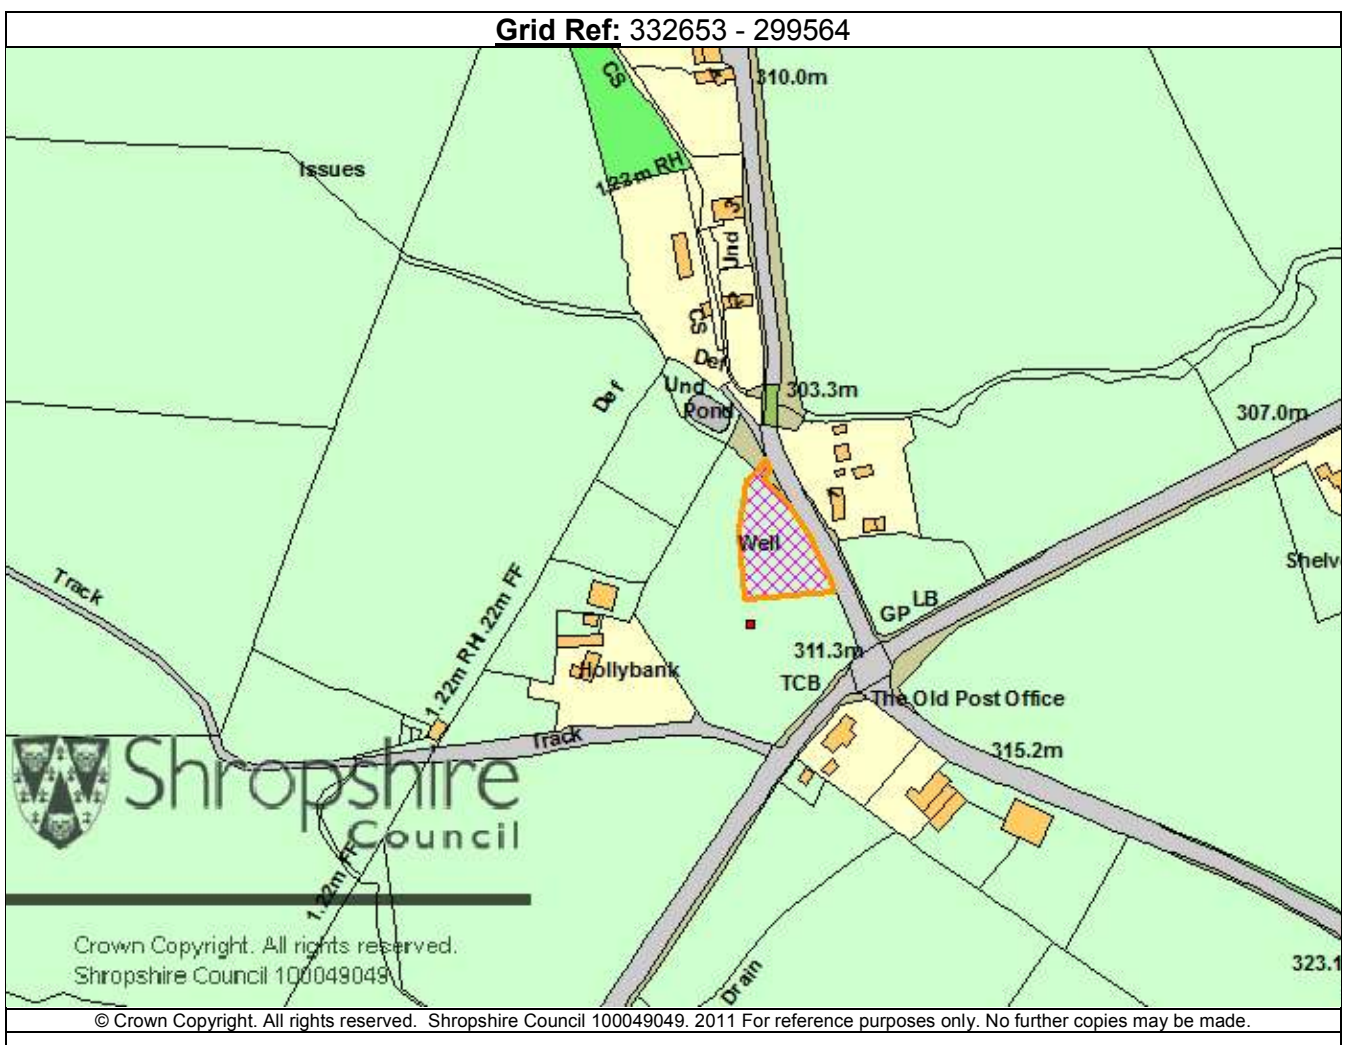 Grid Ref: 332653 - 299564
CS
310.0m
4
Issues
1.22m RH
3
Und
2
CS
Def
Und
303.3m
Def
Pond
307.0m
Well
Shelv
Track
1.22m FF
LB
GP
1.22m RH
311.3m
Hollybank
TCB
The Old Post Office
Track
315.2m
Shropshire
Council
1.22m FF
Crown Copyright. All rights reserved.
323.1
Shropshire Council 100049049
Drain
© Crown Copyright. All rights reserved. Shropshire Council 100049049. 2011 For reference purposes only. No further copies may be made.